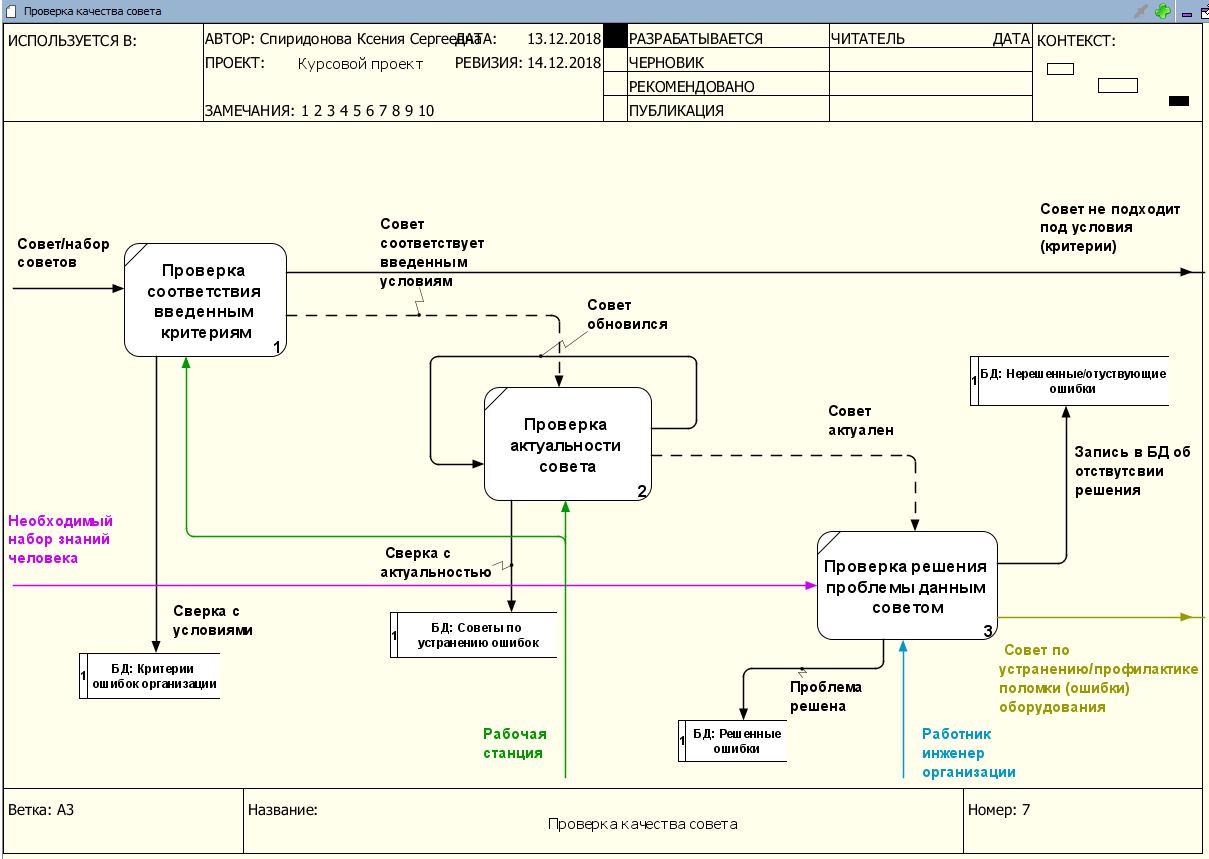 Проверка качества совета
ИСПОЛЬЗУЕТСЯ В:
АВТОР: Спиридонова Ксения Сергеевна
ДАТА: 13.12.2018
ПРОЕКТ: Курсовой проект
РЕВИЗИЯ: 14.12.2018
ЗАМЕЧАНИЯ: 1 2 3 4 5 6 7 8 9 10
РАЗРАБАТЫВАЕТСЯ
ЧЕРНОВИК
РЕКОМЕНДОВАНО
ПУБЛИКАЦИЯ
ЧИТАТЕЛЬ
ДАТА
КОНТЕКСТ:
Совет/набор
советов
Проверка
соответствия
введенным
критериям
1
Совет
соответствует
введенным
условиям
Совет не подходит
под условия
(критерии)
Совет
обновился
Проверка
актуальности
совета
2
Совет
актуален
1
БД: Нерешенные/отуствующие
ошибки
Запись в БД об
отствутсвии
решения
Необходимый
набор знаний
человека
Сверка с
актуальностью
Проверка решения
проблемы данным
советом
3
Сверка с
условиями
1
БД: Советы по
устранению ошибок
1
БД: Критерии
ошибок организации
Совет по
устранению/профилактике
поломки (ошибки)
оборудования
Проблема
решена
1
БД: Решенные
ошибки
Рабочая
станция
Работник
инженер
организации
Ветка: A3
Название:
Проверка качества совета
Номер: 7